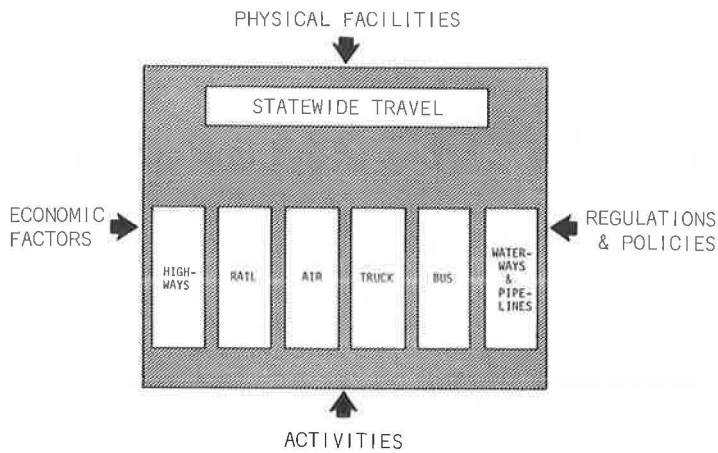 PHYSICAL FACILITIES
STATEWIDE TRAVEL
ECONOMIC
FACTORS
HIGH-
WAYS
RAIL
AIR
TRUCK
BUS
WATER-
WAYS
&
PIPE-
LINES
REGULATIONS
& POLICIES
ACTIVITIES